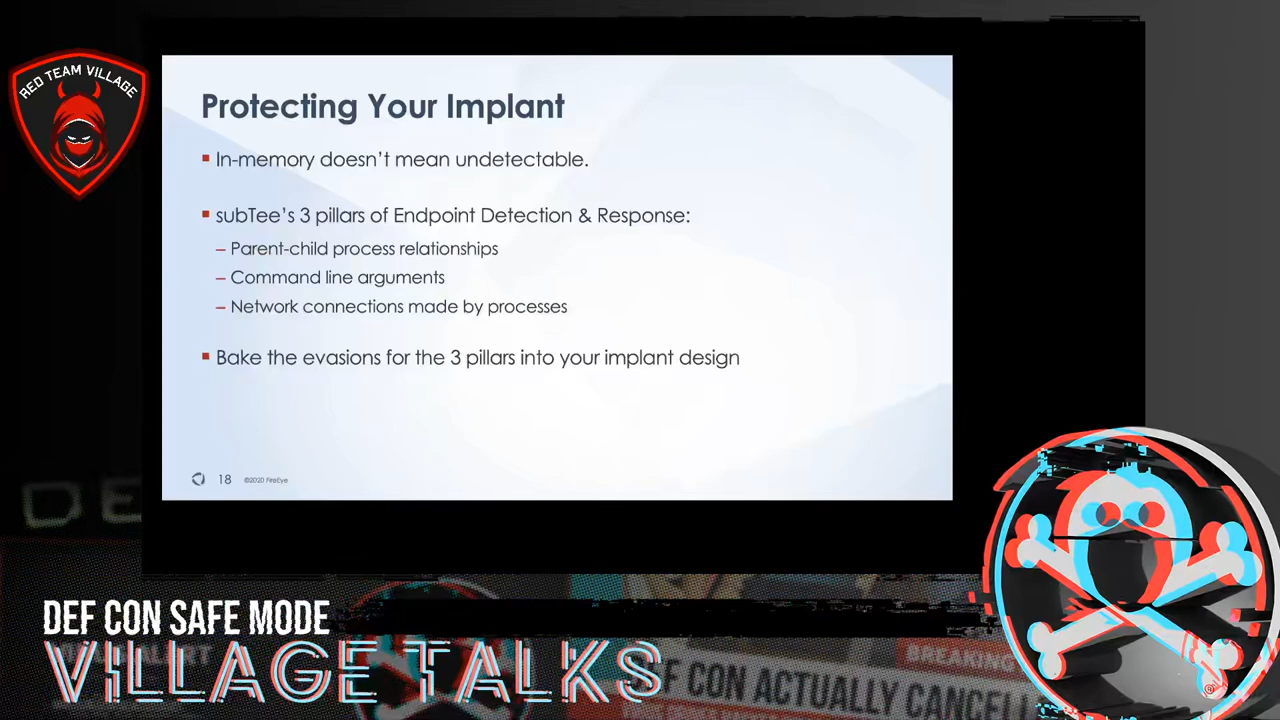 RED TEAM VILLAGE
Protecting Your Implant
▪ In-memory doesn't mean undetectable.
▪ subTee's 3 pillars of Endpoint Detection & Response:
– Parent-child process relationships
– Command line arguments
– Network connections made by processes
▪ Bake the evasions for the 3 pillars into your implant design
18 ©2020 FireEye
DE
DEF CON SAFE MODE
VILLAGE TALKS
BREAKING
DEF CON ACTUALLY CANCELL